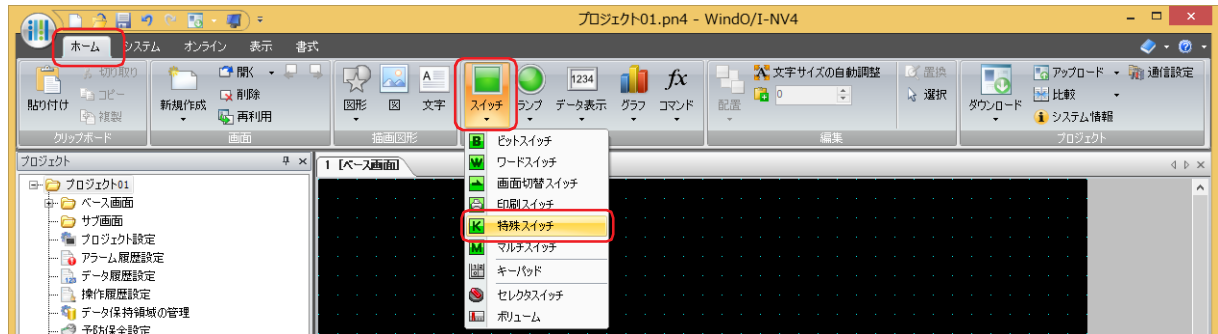 プロジェクト01.pn4 - WindO/I-NV4
ホーム システム オンライン 表示 書式
貼り付け
切り取り
コピー
複製
クリップボード
新規作成
開く
削除
再利用
画面
図形
図
文字
描画図形
スイッチ
ランプ
1234
データ表示
グラフ
fx
コマンド
配置
文字サイズの自動調整
0
置換
選択
編集
ダウンロード
アップロード
比較
システム情報
通信設定
プロジェクト
B ビットスイッチ
W ワードスイッチ
画面切替スイッチ
印刷スイッチ
K 特殊スイッチ
M マルチスイッチ
キーパッド
セレクタスイッチ
ボリューム
プロジェクト
プロジェクト01
ベース画面
サブ画面
プロジェクト設定
アラーム履歴設定
データ履歴設定
操作履歴設定
データ保持領域の管理
予防保全設定
1 [ベース画面]